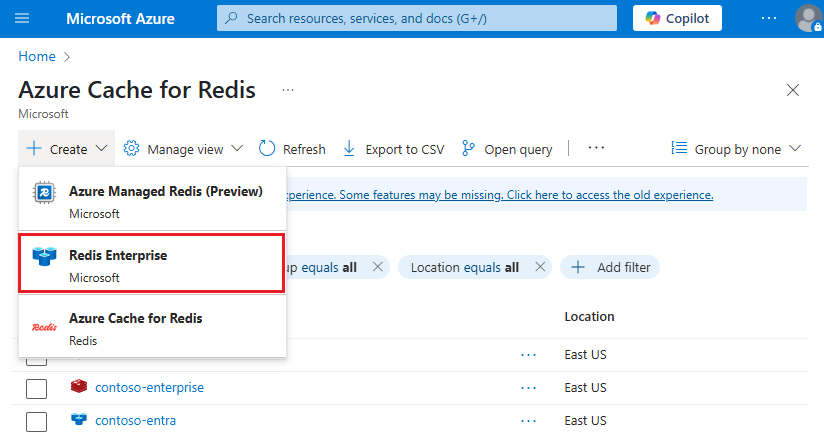 Microsoft Azure
Search resources, services, and docs (G+/)
Copilot
...
Home >
Azure Cache for Redis ...
Microsoft
+ Create
Manage view
Refresh
Export to CSV
Open query
...
Group by none
Azure Managed Redis (Preview)
Microsoft
perience. Some features may be missing. Click here to access the old experience.
Redis Enterprise
Microsoft
up equals all
Location equals all
Add filter
Azure Cache for Redis
Redis
Redis
Location
... East US
contoso-enterprise ... East US
contoso-entra ... East US